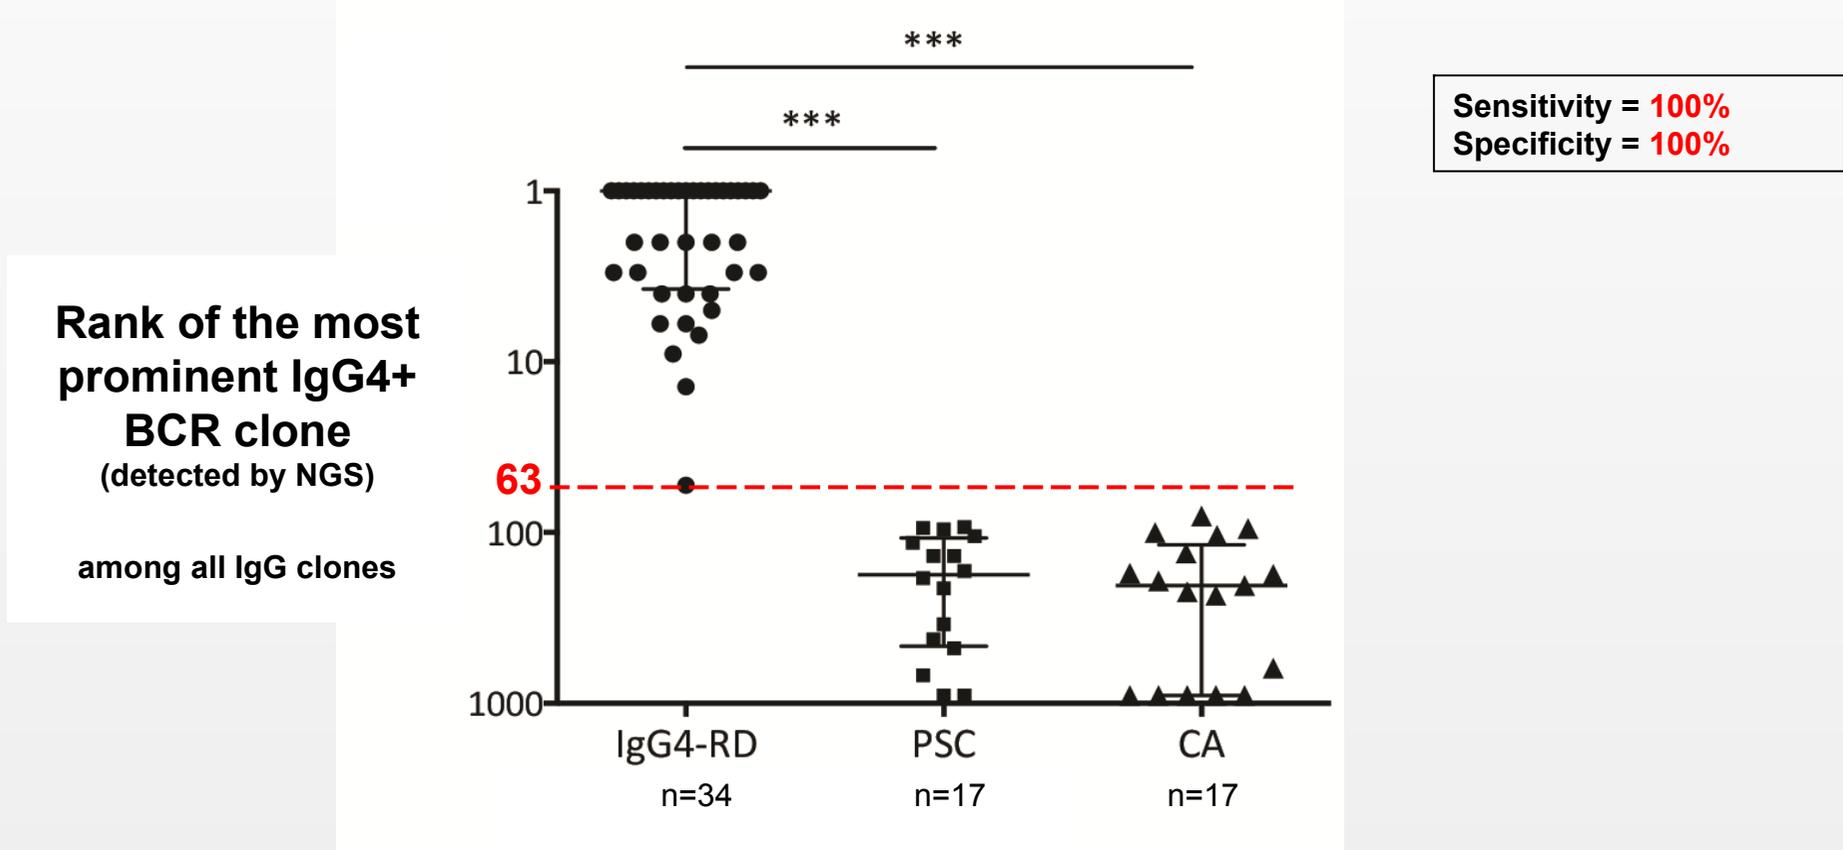 ***
***
Sensitivity = 100%
Specificity = 100%
Rank of the most
prominent IgG4+
BCR clone
(detected by NGS)
among all IgG clones
1
10
63
100
1000
IgG4-RD
PSC
CA
n=34
n=17
n=17